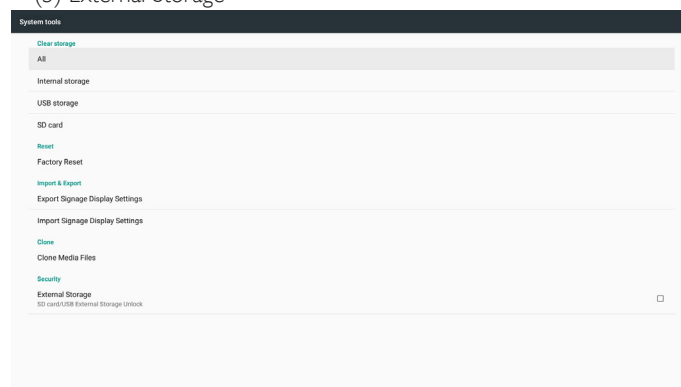 (5) External storage
System tools
Clear storage
All
Internal storage
USB storage
SD card
Reset
Factory Reset
Import & Export
Export Signage Display Settings
Import Signage Display Settings
Clone
Clone Media Files
Security
External Storage
SD card/USB External Storage Unlock